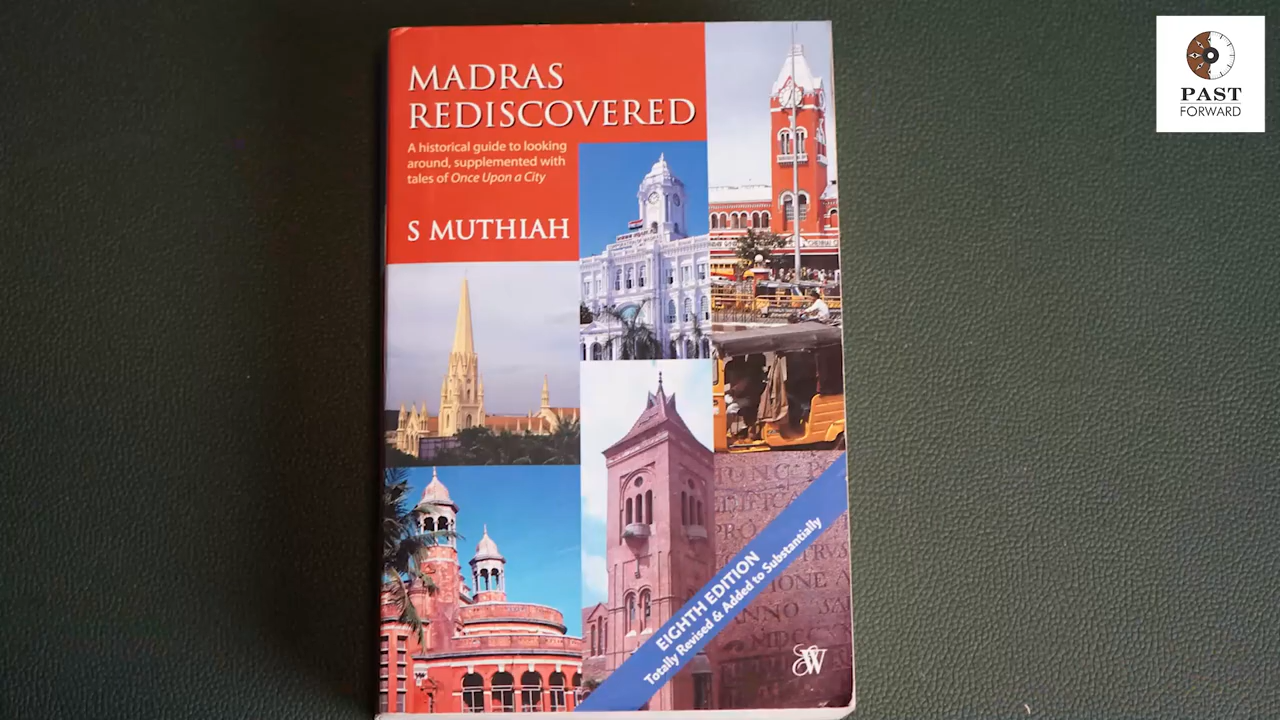 MADRAS
REDISCOVERED
A historical guide to looking
around, supplemented with
tales of Once Upon a City
S MUTHIAH
EIGHTH EDITION
Totally Revised & Added to Substantially
PAST
FORWARD